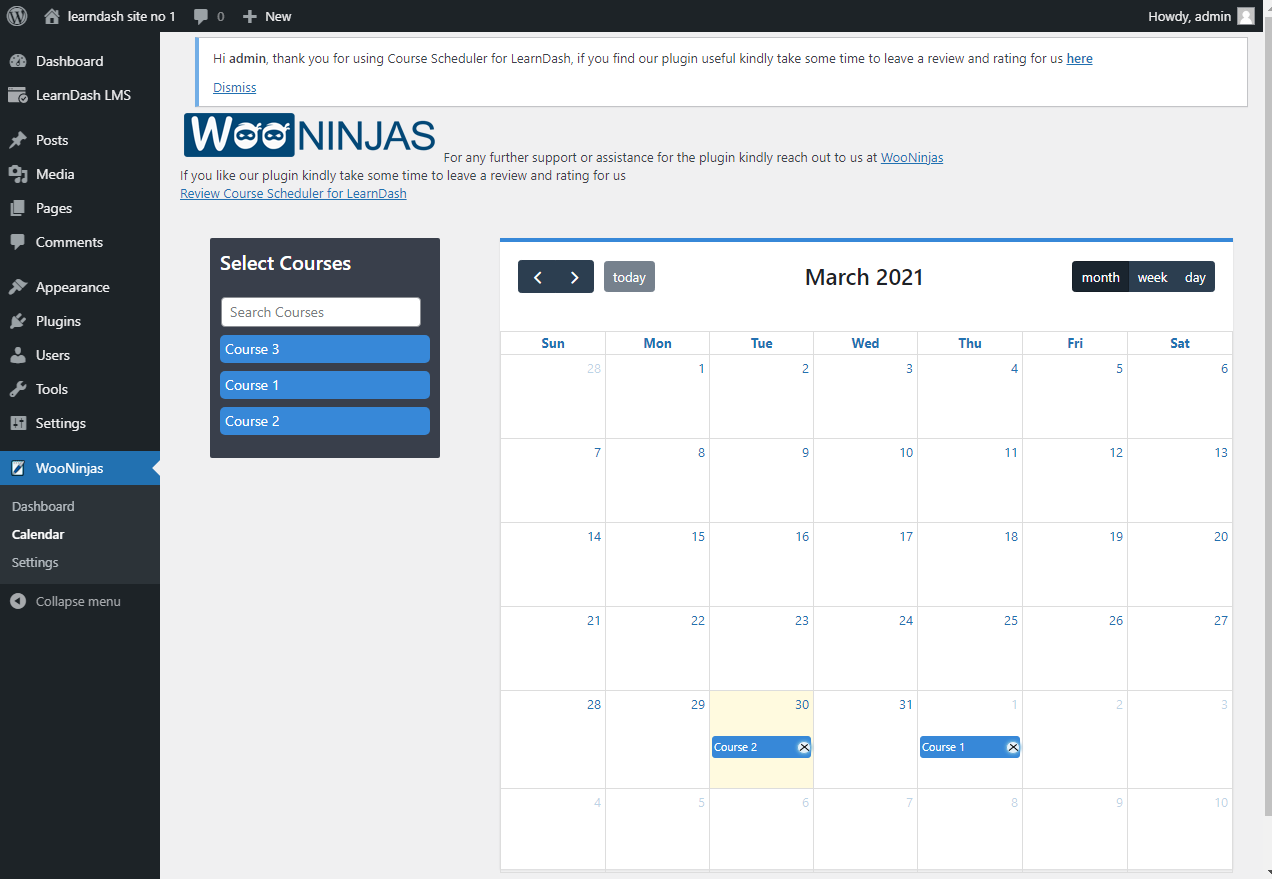 learndash site no 1 0 New Howdy, admin
Dashboard
LearnDash LMS
Posts
Media
Pages
Comments
Appearance
Plugins
Users
Tools
Settings
WooNinjas
Dashboard
Calendar
Settings
Collapse menu
Hi admin, thank you for using Course Scheduler for LearnDash, if you find our plugin useful kindly take some time to leave a review and rating for us here
Dismiss
WOO NINJAS For any further support or assistance for the plugin kindly reach out to us at WooNinjas
If you like our plugin kindly take some time to leave a review and rating for us
Review Course Scheduler for LearnDash
Select Courses
Search Courses
Course 3
Course 1
Course 2
today March 2021 month week day
Sun Mon Tue Wed Thu Fri Sat
28 1 2 3 4 5 6
7 8 9 10 11 12 13
14 15 16 17 18 19 20
21 22 23 24 25 26 27
28 29 30 31 1 2 3
Course 2 Course 1
4 5 6 7 8 9 10